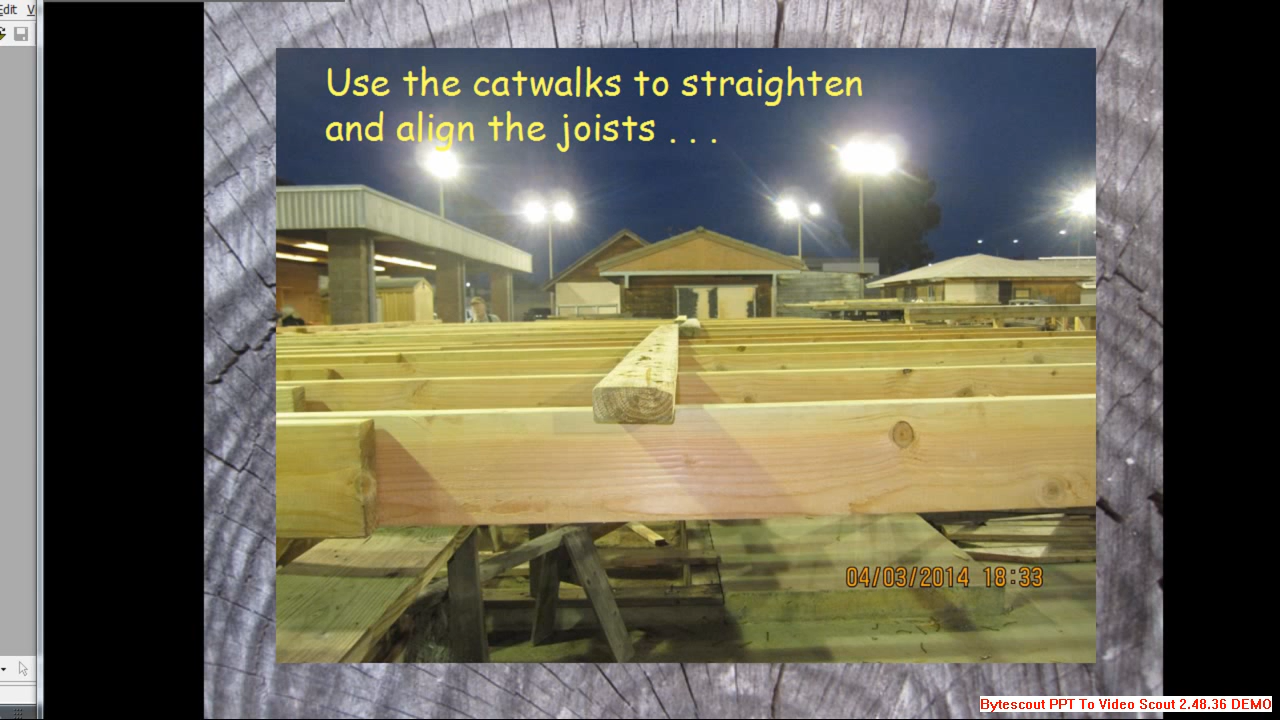 Edit
Use the catwalks to straighten
and align the joists . . .
04/03/2014 18:33
Bytescout PPT To Video Scout 2.48.36 DEMO